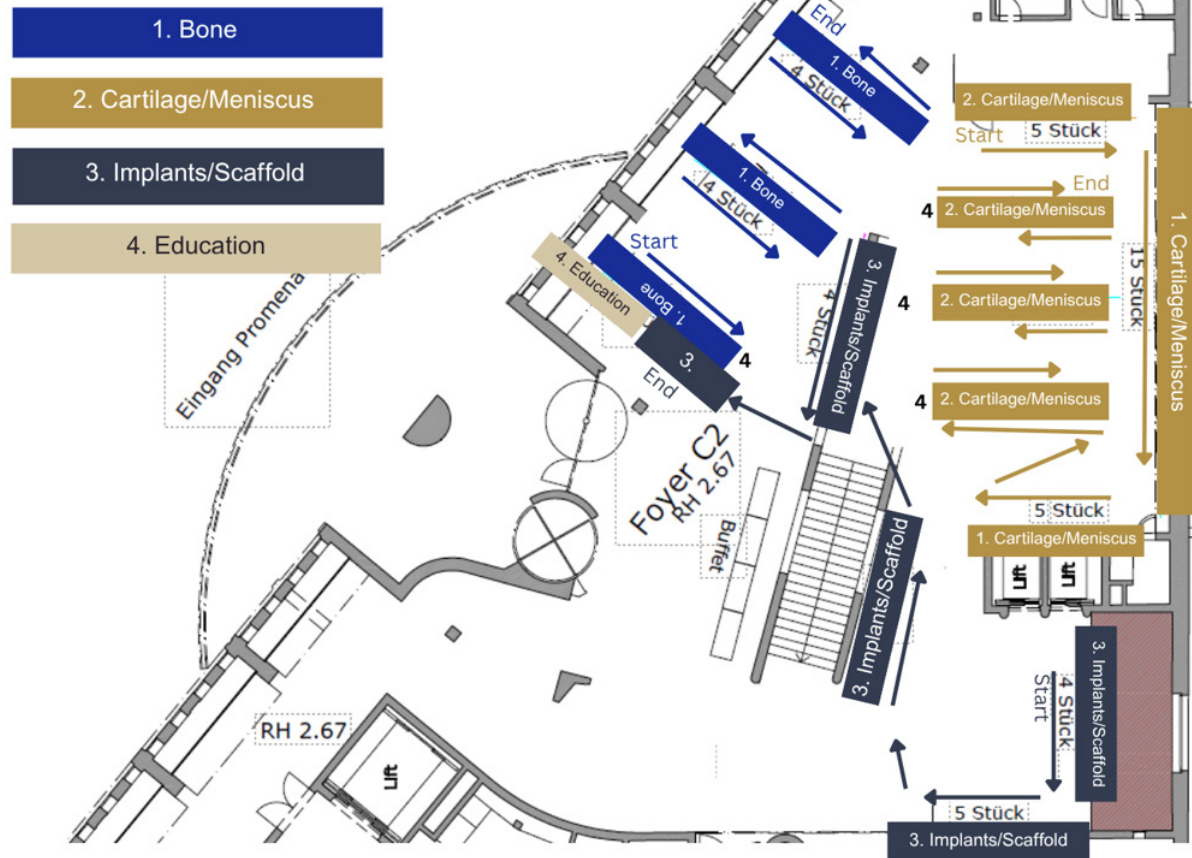 1. Bone
2. Cartilage/Meniscus
3. Implants/Scaffold
4. Education
Eingang Promena
End
1. Bone
4 Stück
1. Bone
4 Stück
Start
1. Bone
4. Education
3.
4
End
4 Stück
3. Implants/Scaffold
2. Cartilage/Meniscus
Start
5 Stück
End
4
2. Cartilage/Meniscus
4
2. Cartilage/Meniscus
4
2. Cartilage/Meniscus
15 Stück
1. Cartilage/Meniscus
5 Stück
1. Cartilage/Meniscus
Lift
Lift
Foyer C2
RH 2.67
Buffet
3. Implants/Scaffold
3. Implants/Scaffold
4 Stück
Start
5 Stück
3. Implants/Scaffold
RH 2.67
Lift